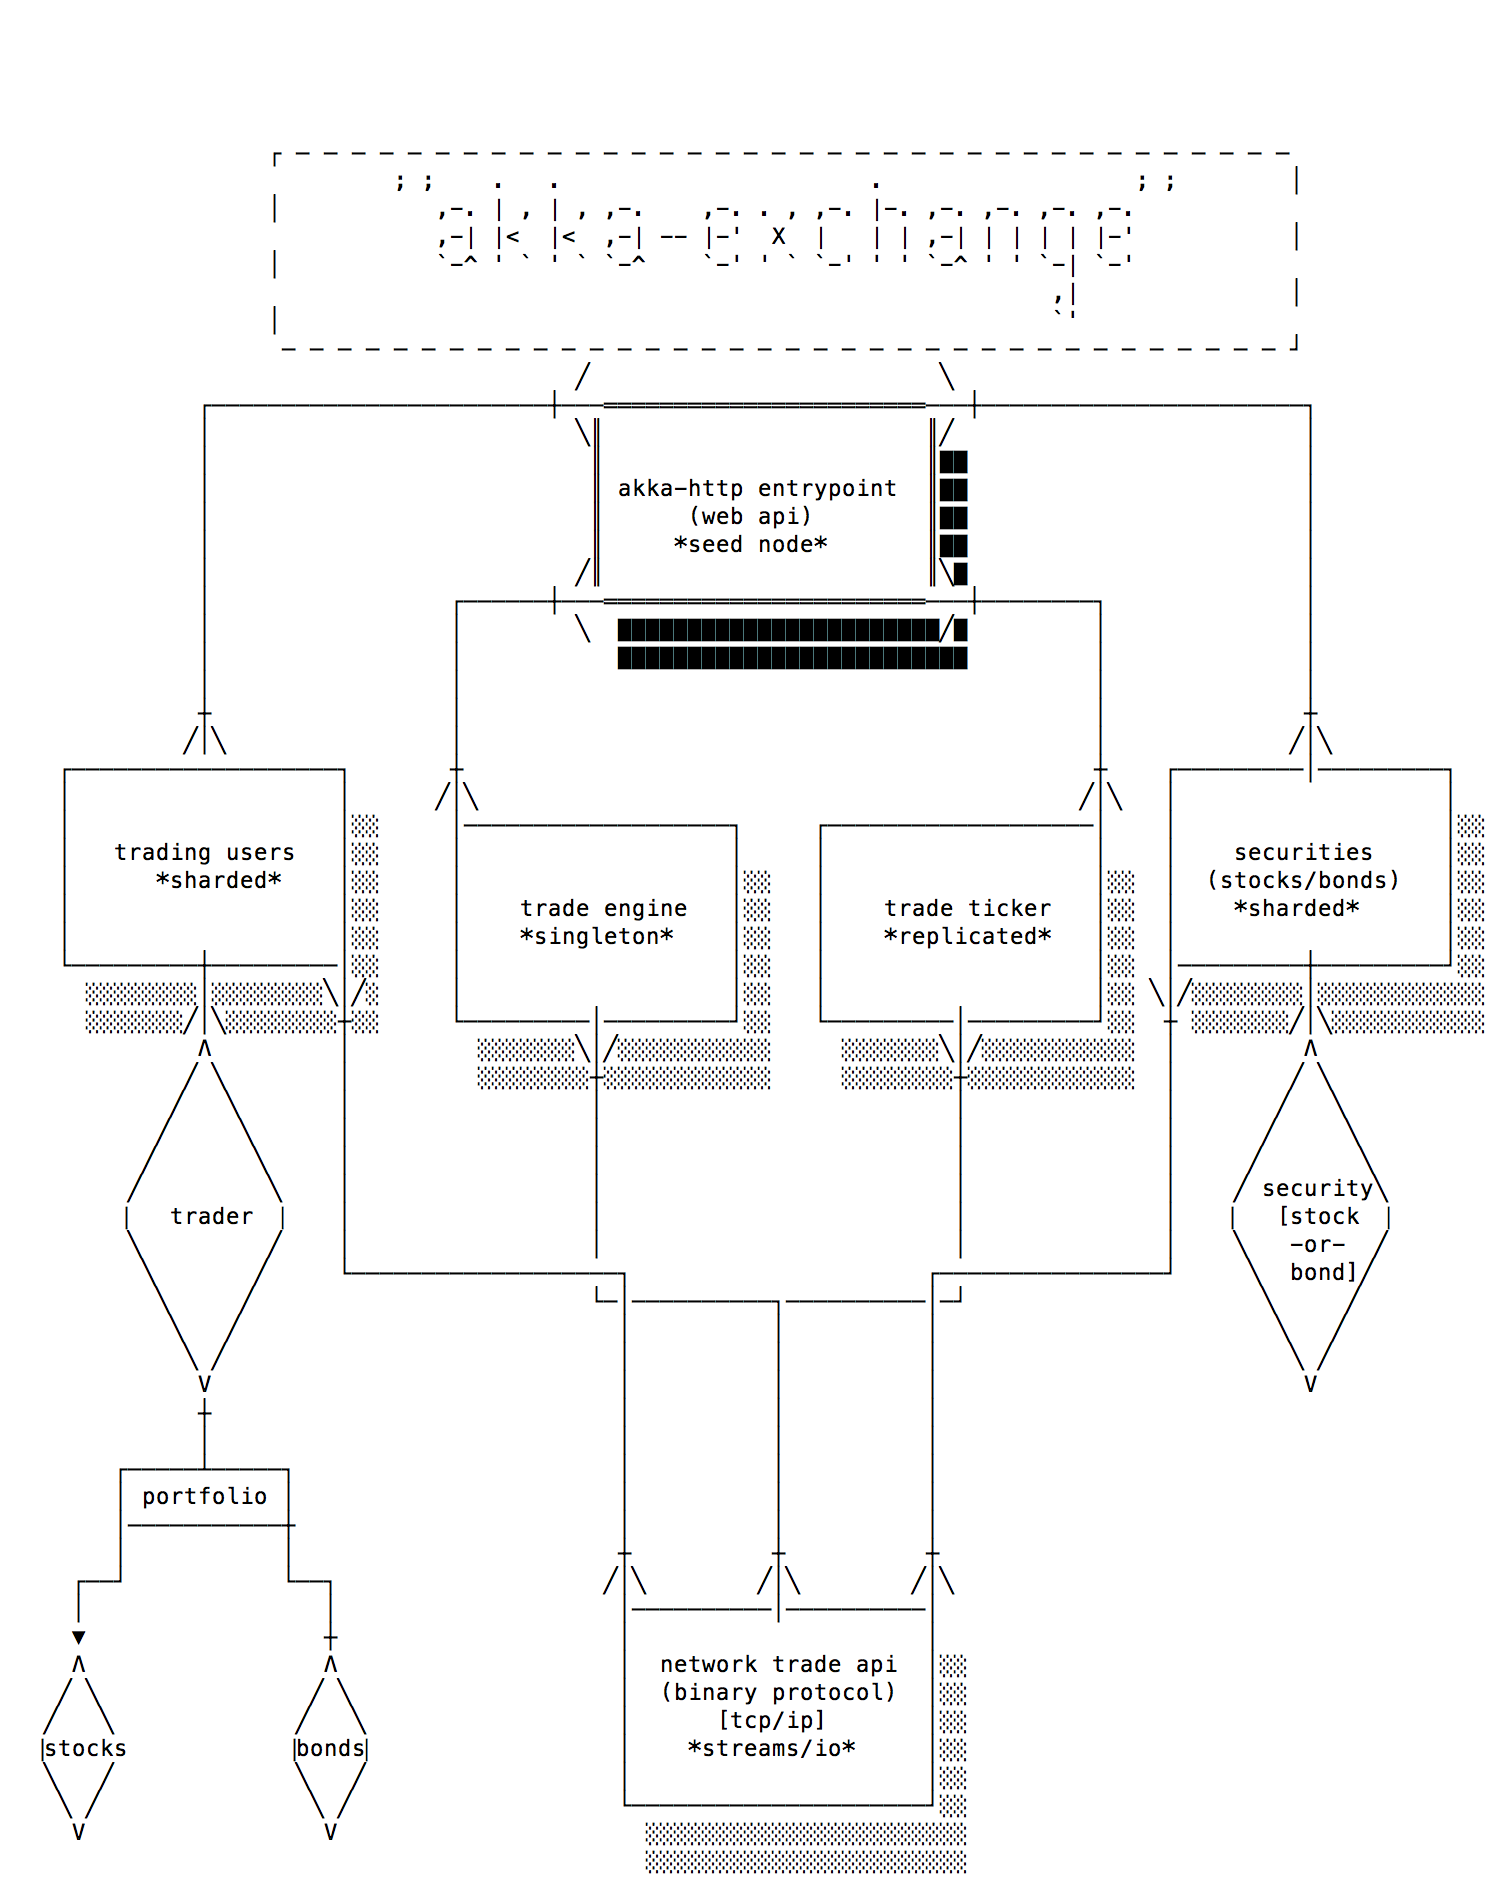 akka-exchange
akka-http entrypoint
(web api)
*seed node*
trading users
*sharded*
trade engine
*singleton*
trade ticker
*replicated*
securities
(stocks/bonds)
*sharded*
trader
security
[stock
-or-
bond]
portfolio
stocks
bonds
network trade api
(binary protocol)
[tcp/ip]
*streams/io*